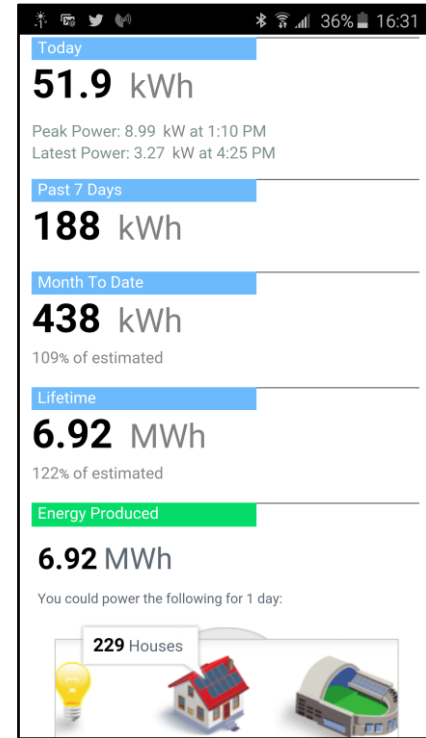 36% 16:31
Today
51.9 kWh
Peak Power: 8.99 kW at 1:10 PM
Latest Power: 3.27 kW at 4:25 PM
Past 7 Days
188 kWh
Month To Date
438 kWh
109% of estimated
Lifetime
6.92 MWh
122% of estimated
Energy Produced
6.92 MWh
You could power the following for 1 day:
229 Houses